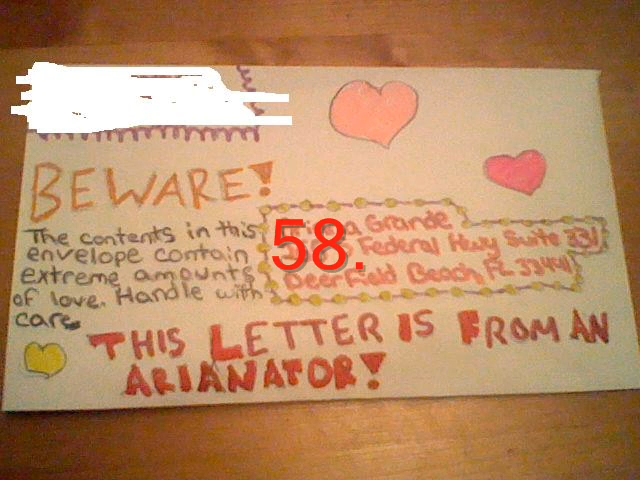 BEWARE!
The contents in this
envelope contain
extreme amounts
of love. Handle with
care.
Grande
Federal Hwy Suite 331
Deerfield Beach, FL 33441
58.
THIS LETTER IS FROM AN
ARIANATOR!